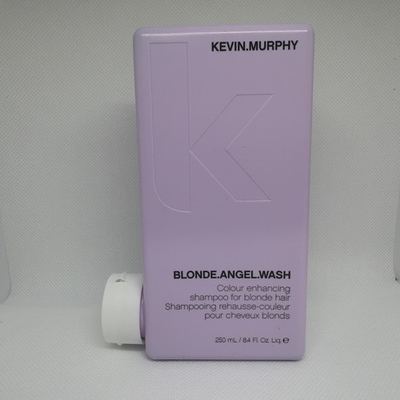 KEVIN.MURPHY
k
BLONDE.ANGEL.WASH
Colour enhancing
shampoo for blonde hair
Shampooing rehausse-couleur
pour cheveux blonds
250 mL / 8.4 Fl. Oz. Liq. e